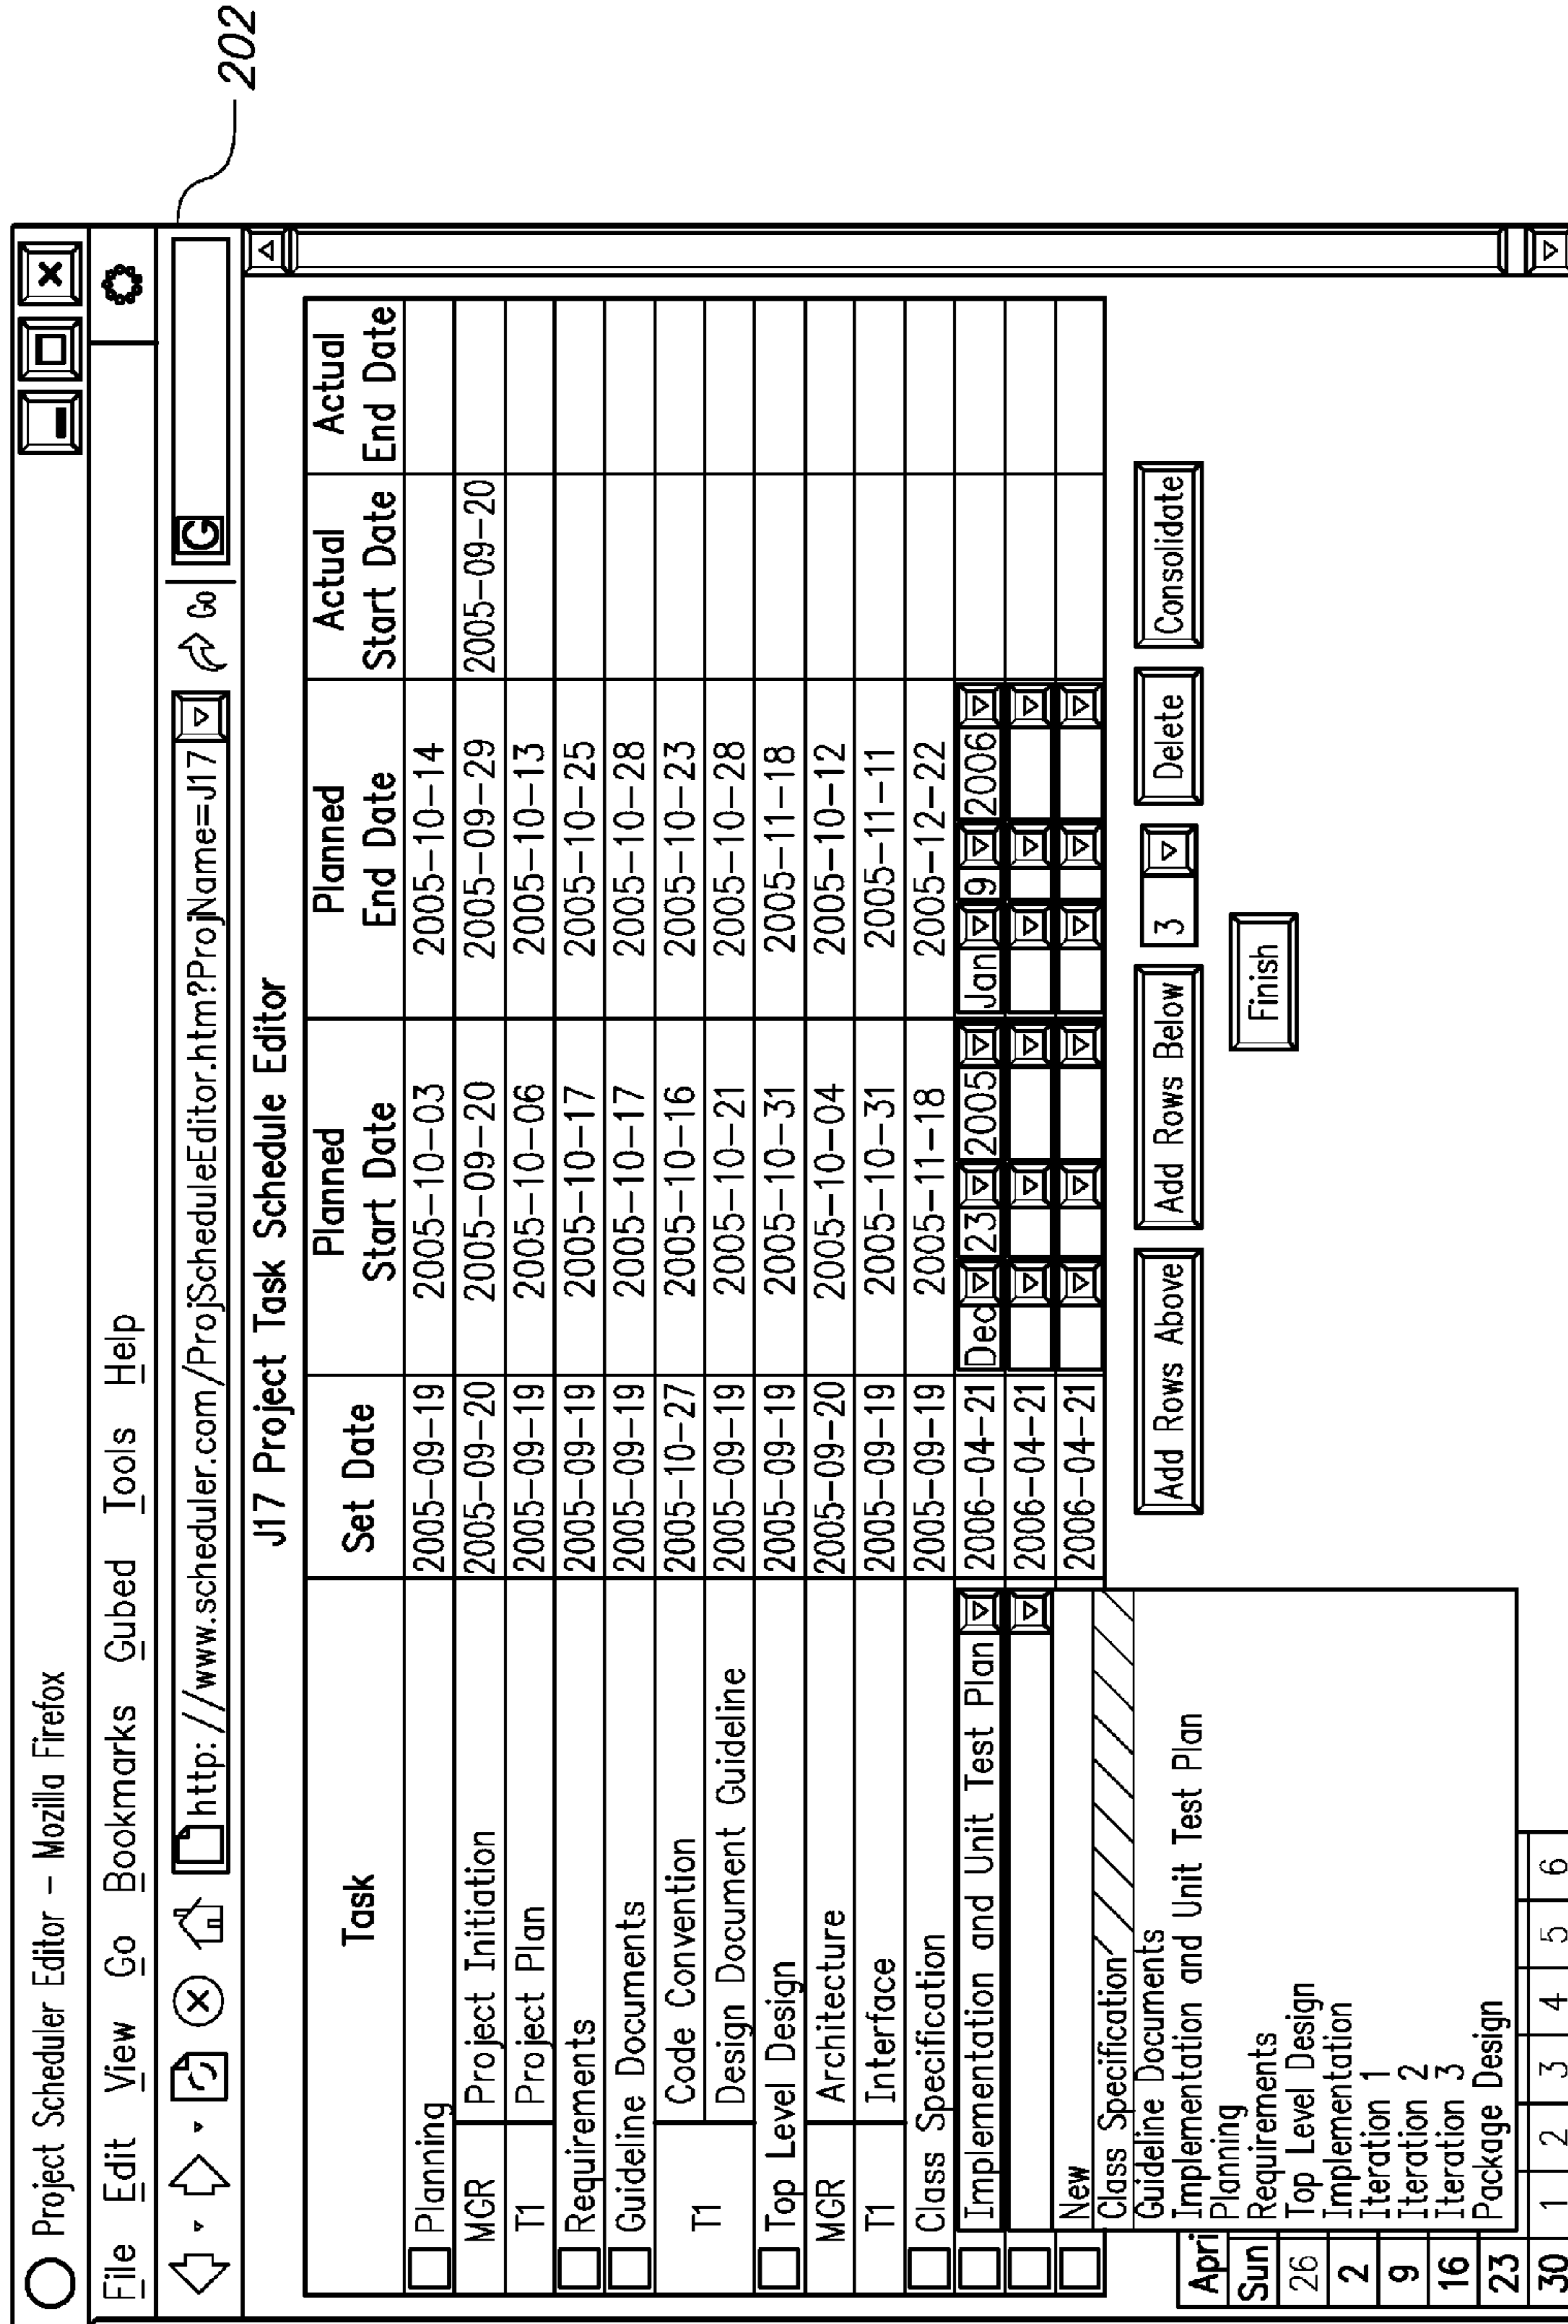 202
Project Scheduler Editor – Mozilla Firefox
File Edit View Go Bookmarks Gubed Tools Help
http://www.scheduler.com/ProjScheduleEditor.htm?ProjName=J17 Go G
J17 Project Task Schedule Editor
Task Set Date Planned Start Date Planned End Date Actual Start Date Actual End Date
Planning 2005-09-19 2005-10-03 2005-10-14
MGR Project Initiation 2005-09-20 2005-09-20 2005-09-29 2005-09-20
T1 Project Plan 2005-09-19 2005-10-06 2005-10-13
Requirements 2005-09-19 2005-10-17 2005-10-25
Guideline Documents 2005-09-19 2005-10-17 2005-10-28
T1 Code Convention 2005-10-27 2005-10-16 2005-10-23
Design Document Guideline 2005-09-19 2005-10-21 2005-10-28
Top Level Design 2005-09-19 2005-10-31 2005-11-18
MGR Architecture 2005-09-20 2005-10-04 2005-10-12
T1 Interface 2005-09-19 2005-10-31 2005-11-11
Class Specification 2005-09-19 2005-11-18 2005-12-22
Implementation and Unit Test Plan 2006-04-21 Dec 23 2005 Jan 9 2006
2006-04-21
New 2006-04-21
Class Specification
Guideline Documents
Implementation and Unit Test Plan
Planning
Requirements
Top Level Design
Implementation
Iteration 1
Iteration 2
Iteration 3
Package Design
Add Rows Above Add Rows Below 3 Delete Consolidate
Finish
Apri
Sun
26
2
9
16
23
30 1 2 3 4 5 6